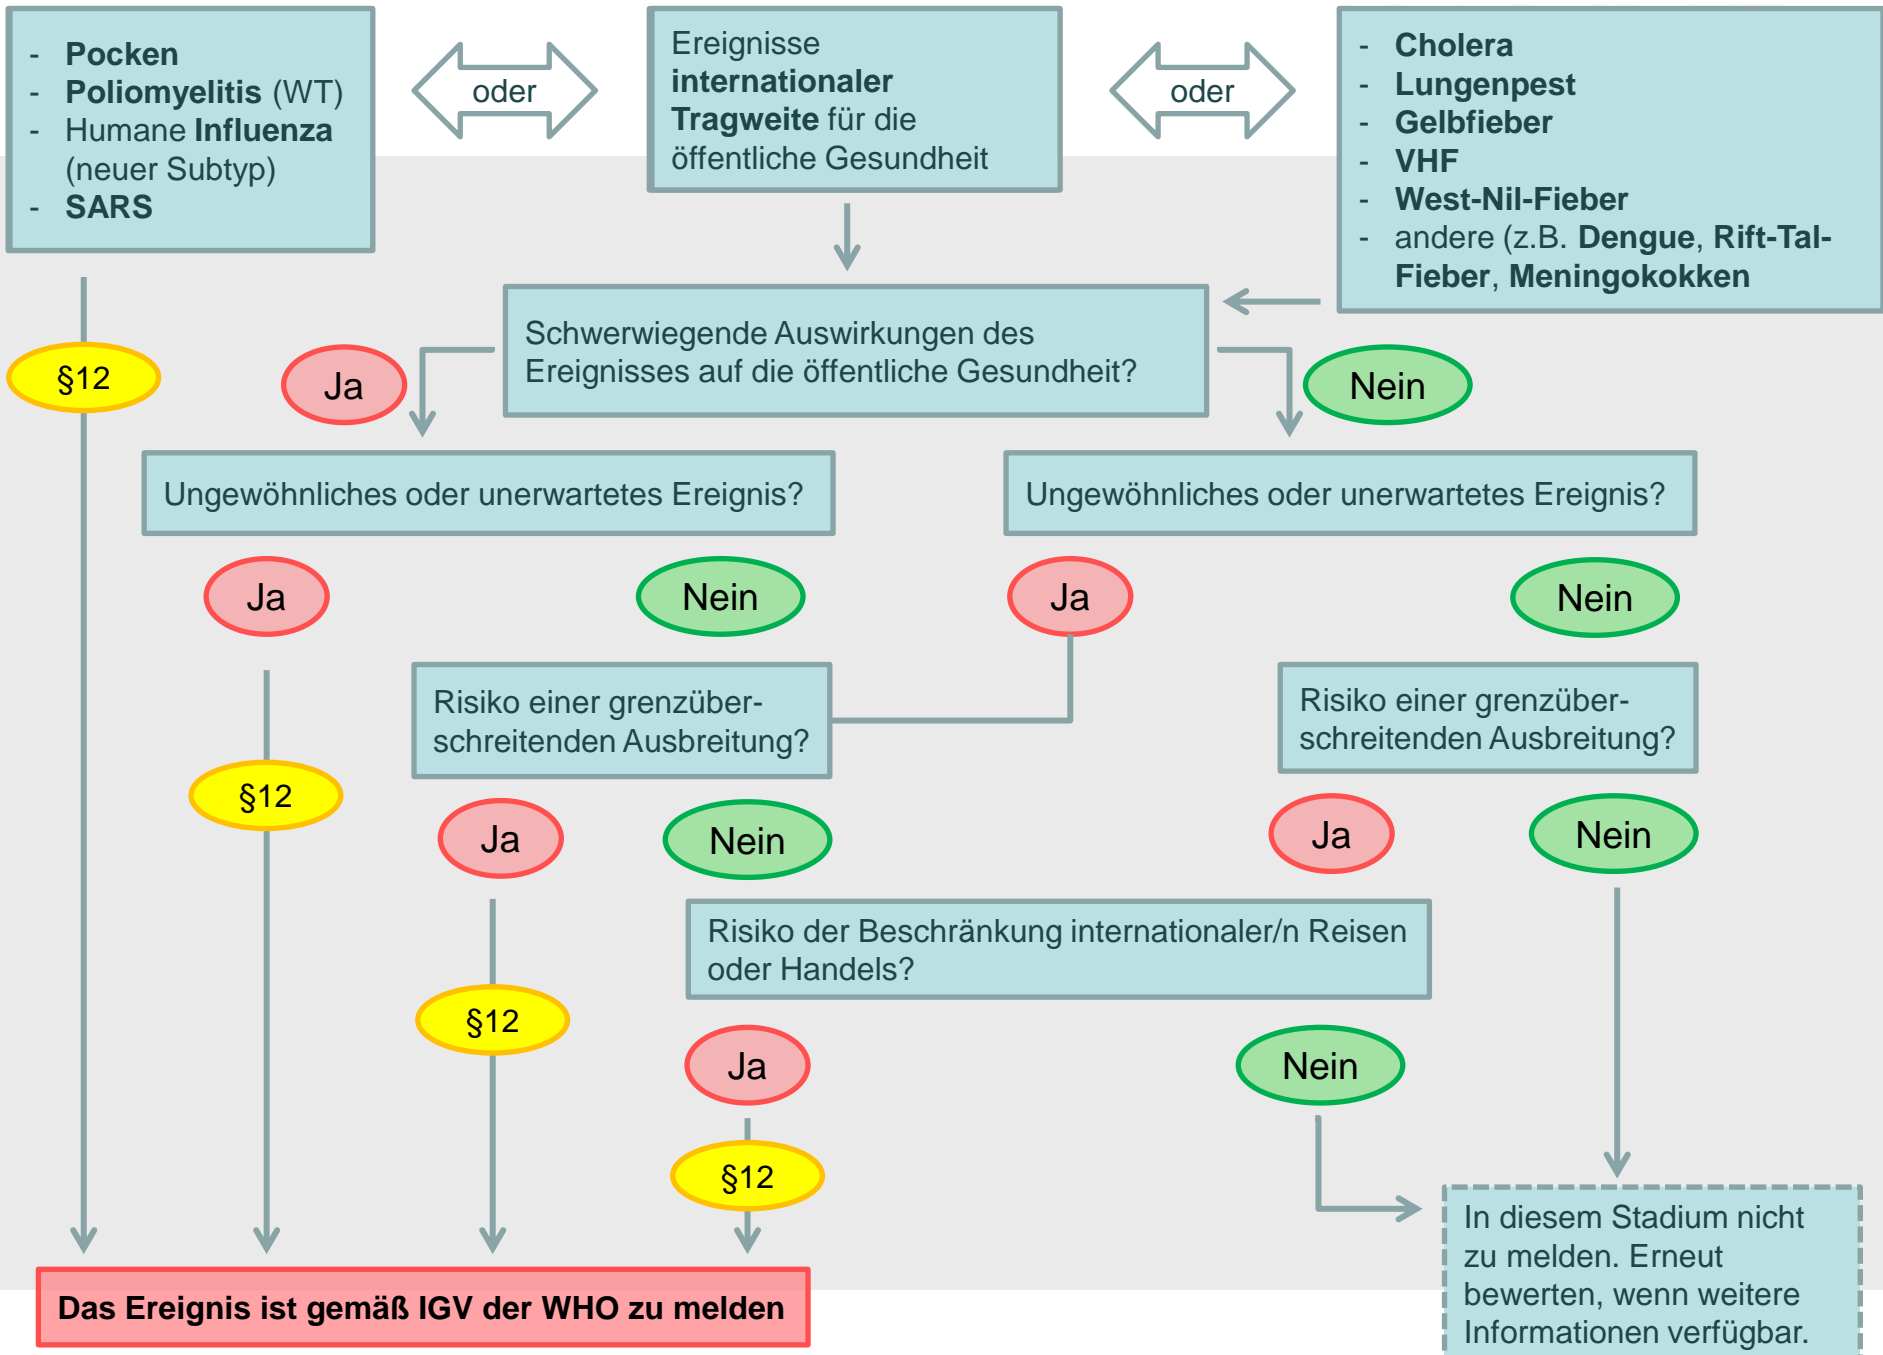 - Pocken
- Poliomyelitis (WT)
- Humane Influenza
(neuer Subtyp)
- SARS
oder
Ereignisse
internationaler
Tragweite für die
öffentliche Gesundheit
oder
- Cholera
- Lungenpest
- Gelbfieber
- VHF
- West-Nil-Fieber
- andere (z.B. Dengue, Rift-Tal-
Fieber, Meningokokken
§12
Ja
Schwerwiegende Auswirkungen des
Ereignisses auf die öffentliche Gesundheit?
Nein
Ungewöhnliches oder unerwartetes Ereignis?
Ungewöhnliches oder unerwartetes Ereignis?
Ja
Nein
Ja
Nein
Risiko einer grenzüber-
schreitenden Ausbreitung?
Risiko einer grenzüber-
schreitenden Ausbreitung?
§12
Ja
Nein
Ja
Nein
Risiko der Beschränkung internationaler/n Reisen
oder Handels?
§12
Ja
Nein
§12
In diesem Stadium nicht
zu melden. Erneut
bewerten, wenn weitere
Informationen verfügbar.
Das Ereignis ist gemäß IGV der WHO zu melden